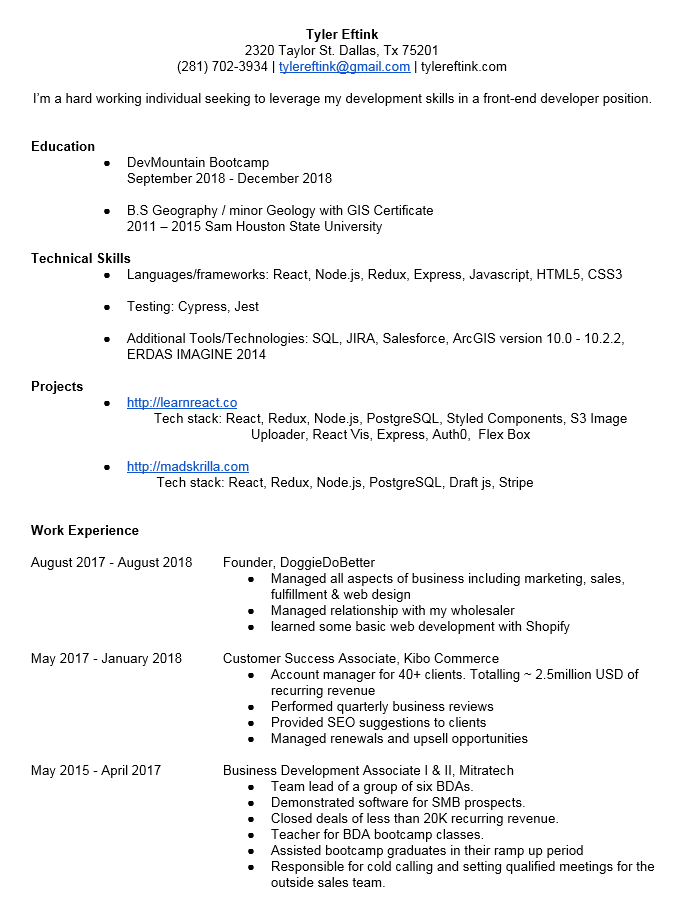 Tyler Eftink
2320 Taylor St. Dallas, Tx 75201
(281) 702-3934 | tylereftink@gmail.com | tylereftink.com
I'm a hard working individual seeking to leverage my development skills in a front-end developer position.
Education
● DevMountain Bootcamp
September 2018 - December 2018
● B.S Geography / minor Geology with GIS Certificate
2011 – 2015 Sam Houston State University
Technical Skills
● Languages/frameworks: React, Node.js, Redux, Express, Javascript, HTML5, CSS3
● Testing: Cypress, Jest
● Additional Tools/Technologies: SQL, JIRA, Salesforce, ArcGIS version 10.0 - 10.2.2,
ERDAS IMAGINE 2014
Projects
● http://learnreact.co
Tech stack: React, Redux, Node.js, PostgreSQL, Styled Components, S3 Image
Uploader, React Vis, Express, Auth0,  Flex Box
● http://madskrilla.com
Tech stack: React, Redux, Node.js, PostgreSQL, Draft js, Stripe
Work Experience
August 2017 - August 2018 Founder, DoggieDoBetter
● Managed all aspects of business including marketing, sales,
fulfillment & web design
● Managed relationship with my wholesaler
● learned some basic web development with Shopify
May 2017 - January 2018 Customer Success Associate, Kibo Commerce
● Account manager for 40+ clients. Totalling ~ 2.5million USD of
recurring revenue
● Performed quarterly business reviews
● Provided SEO suggestions to clients
● Managed renewals and upsell opportunities
May 2015 - April 2017 Business Development Associate I & II, Mitratech
● Team lead of a group of six BDAs.
● Demonstrated software for SMB prospects.
● Closed deals of less than 20K recurring revenue.
● Teacher for BDA bootcamp classes.
● Assisted bootcamp graduates in their ramp up period
● Responsible for cold calling and setting qualified meetings for the
outside sales team.